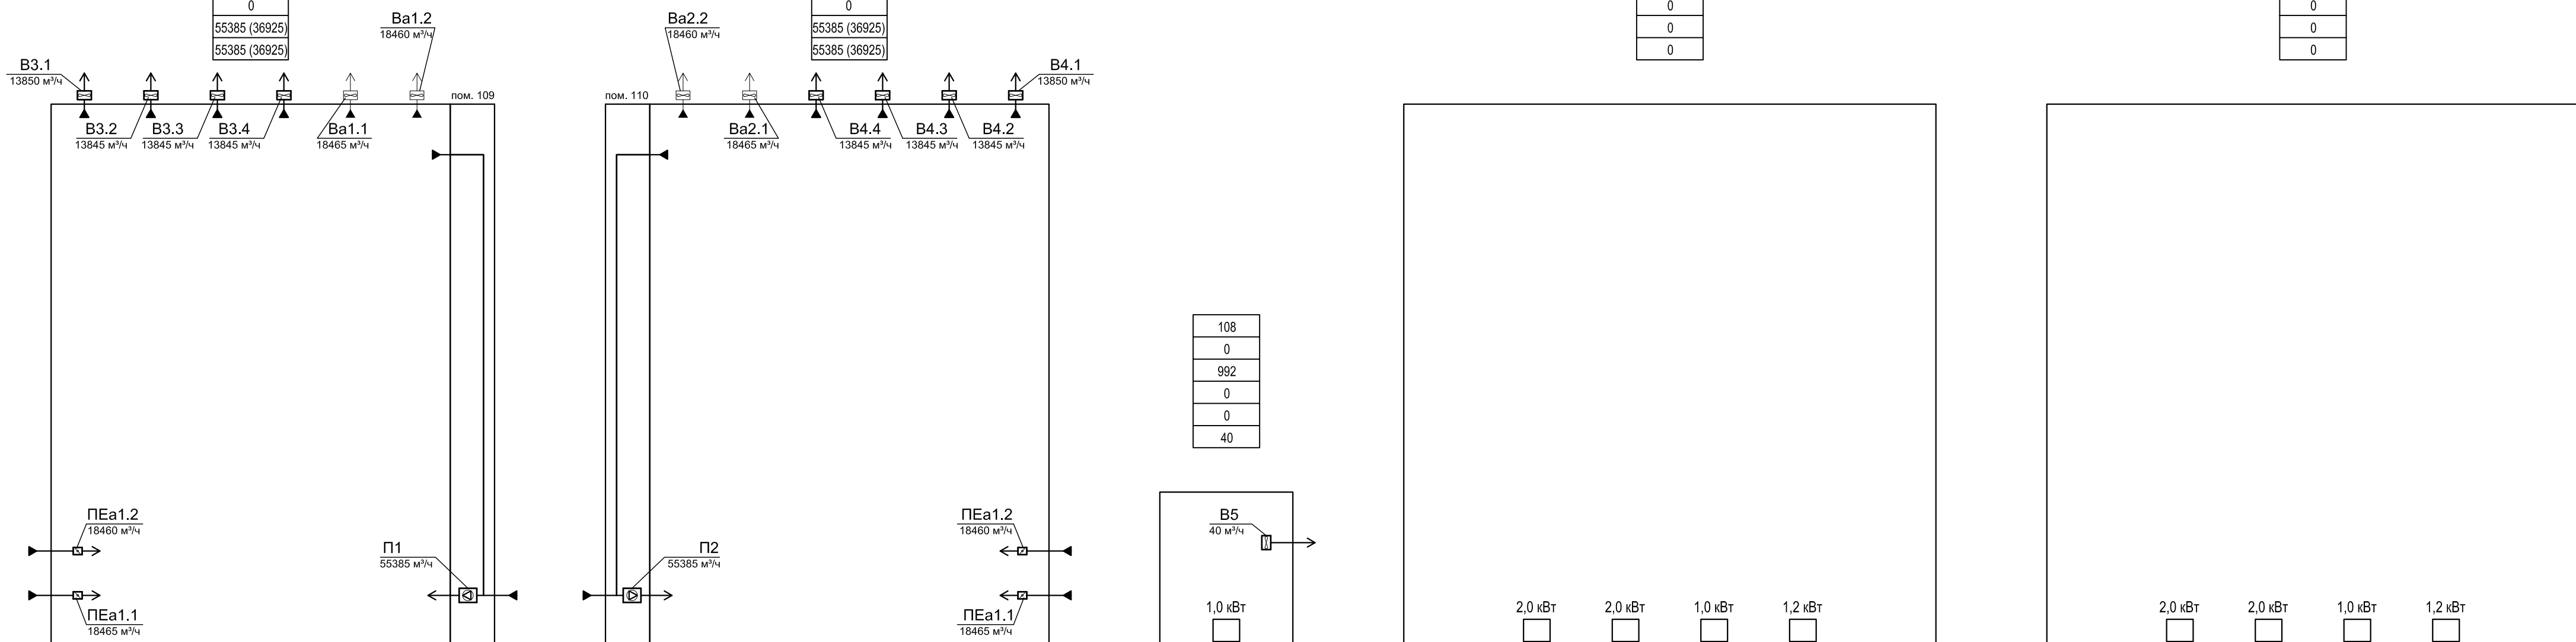 0
55385 (36925)
55385 (36925)
Ва1.2
18460 м³/ч
Ва2.2
18460 м³/ч
0
55385 (36925)
55385 (36925)
0
0
0
0
0
0
В3.1
13850 м³/ч
В4.1
13850 м³/ч
пом. 109
пом. 110
В3.2
13845 м³/ч
В3.3
13845 м³/ч
В3.4
13845 м³/ч
Ва1.1
18465 м³/ч
Ва2.1
18465 м³/ч
В4.4
13845 м³/ч
В4.3
13845 м³/ч
В4.2
13845 м³/ч
108
0
992
0
0
40
ПЕа1.2
18460 м³/ч
ПЕа1.2
18460 м³/ч
В5
40 м³/ч
П1
55385 м³/ч
П2
55385 м³/ч
ПЕа1.1
18465 м³/ч
ПЕа1.1
18465 м³/ч
1,0 кВт
2,0 кВт
2,0 кВт
1,0 кВт
1,2 кВт
2,0 кВт
2,0 кВт
1,0 кВт
1,2 кВт